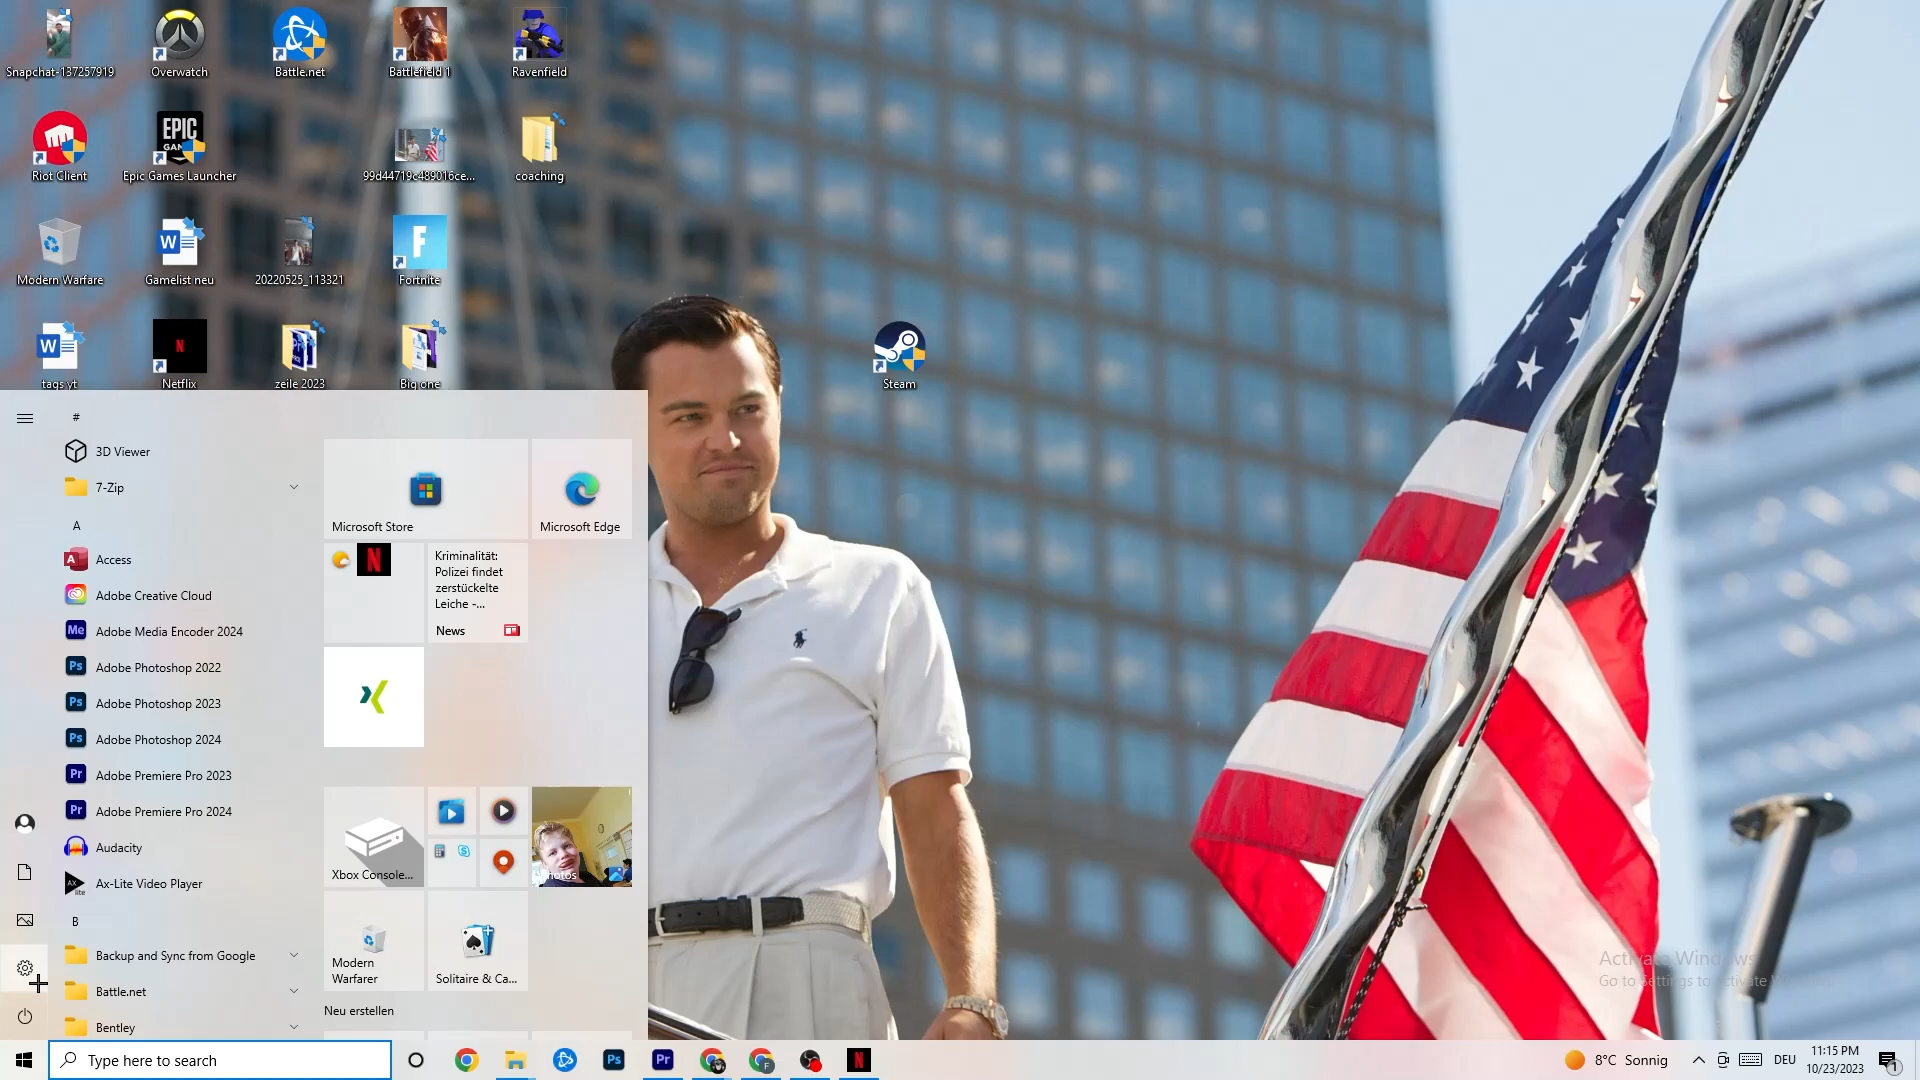 Snapchat-137257919
Overwatch
Battle.net
Battlefield 1
Ravenfield
Riot Client
EPIC
Epic Games Launcher
99d44719c489016ce...
coaching
Modern Warfare
Gamelist neu
20220525_113321
Fortnite
tags yt
Netflix
zeile 2023
Big one
Steam
#
3D Viewer
7-Zip
A
Access
Adobe Creative Cloud
Adobe Media Encoder 2024
Adobe Photoshop 2022
Adobe Photoshop 2023
Adobe Photoshop 2024
Adobe Premiere Pro 2023
Adobe Premiere Pro 2024
Audacity
Ax-Lite Video Player
B
Backup and Sync from Google
Battle.net
Bentley
Microsoft Store
Microsoft Edge
Kriminalität:
Polizei findet
zerstückelte
Leiche -...
News
Xbox Console...
Modern
Warfarer
Solitaire & Ca...
Neu erstellen
Activate Windows
Go to Settings to activate
Type here to search
8°C Sonnig
DEU
11:15 PM
10/23/2023